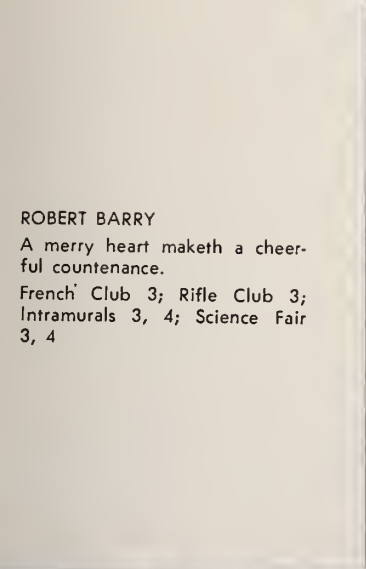 ROBERT BARRY
A merry heart maketh a cheer-
ful countenance.
French Club 3; Rifle Club 3;
Intramurals 3, 4; Science Fair
3, 4